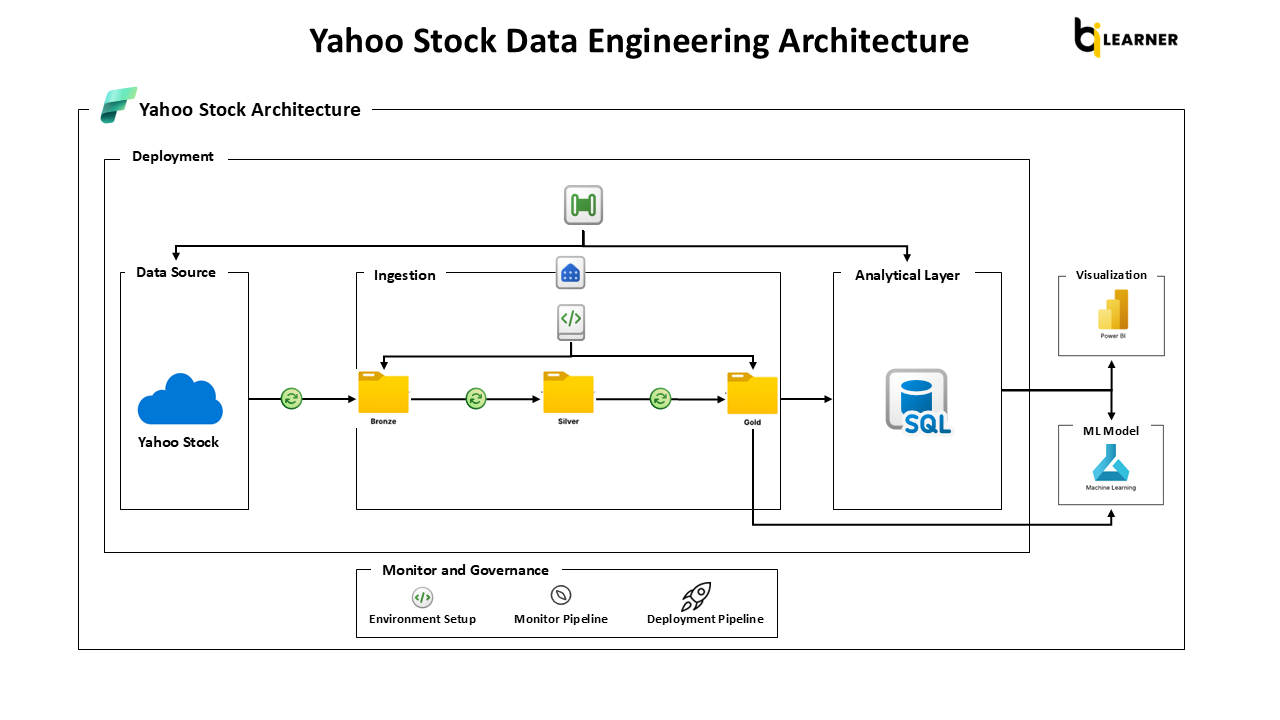 Yahoo Stock Data Engineering Architecture
bi LEARNER
Yahoo Stock Architecture
Deployment
Data Source
Ingestion
Analytical Layer
Visualization
Power BI
</>
Bronze
Silver
Gold
SQL
Yahoo Stock
ML Model
Machine Learning
Monitor and Governance
</>
Environment Setup
Monitor Pipeline
Deployment Pipeline